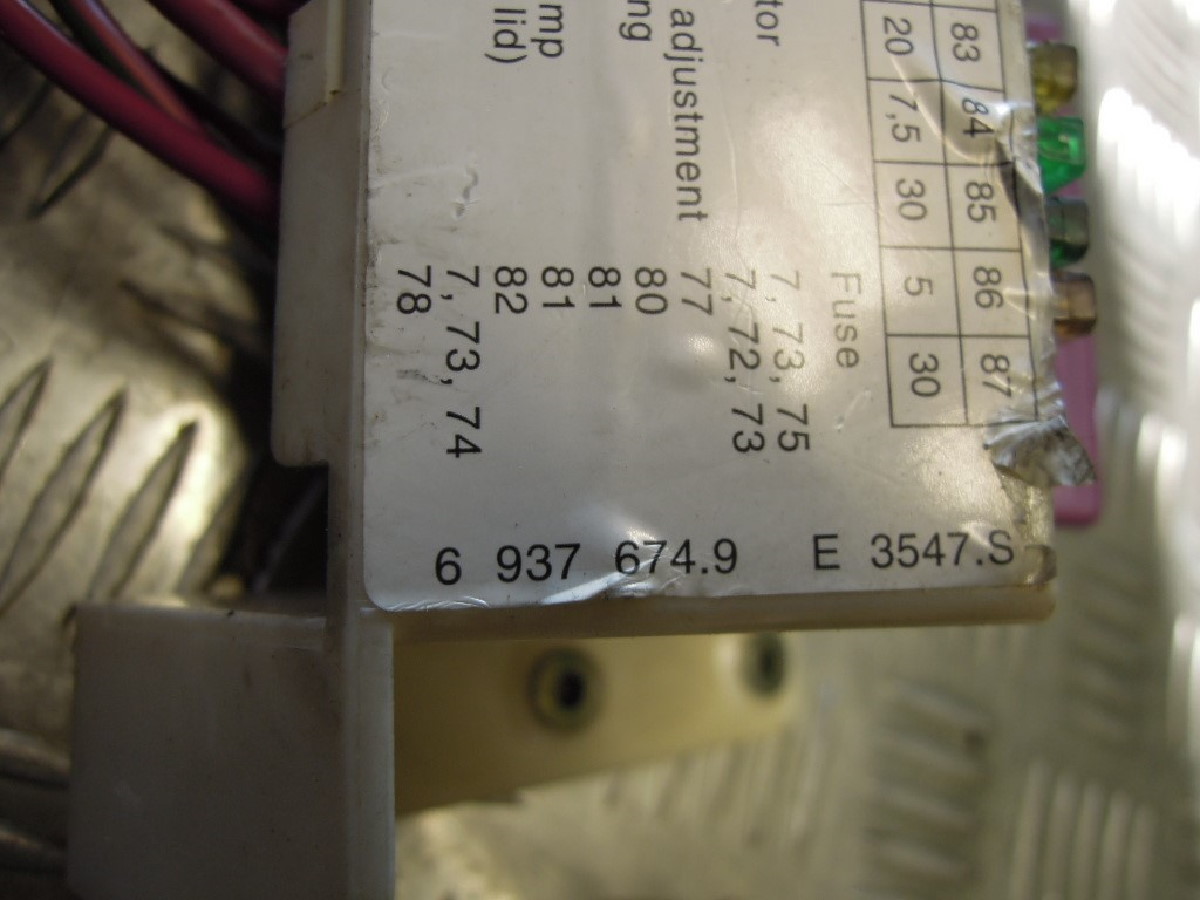 83 84 85 86 87
20 7,5 30 5 30
Fuse
tor 7, 73, 75
7, 72, 73
adjustment 77
ng 80
81
mp 81
lid) 82
7, 73, 74
78
6 937 674.9 E 3547.S